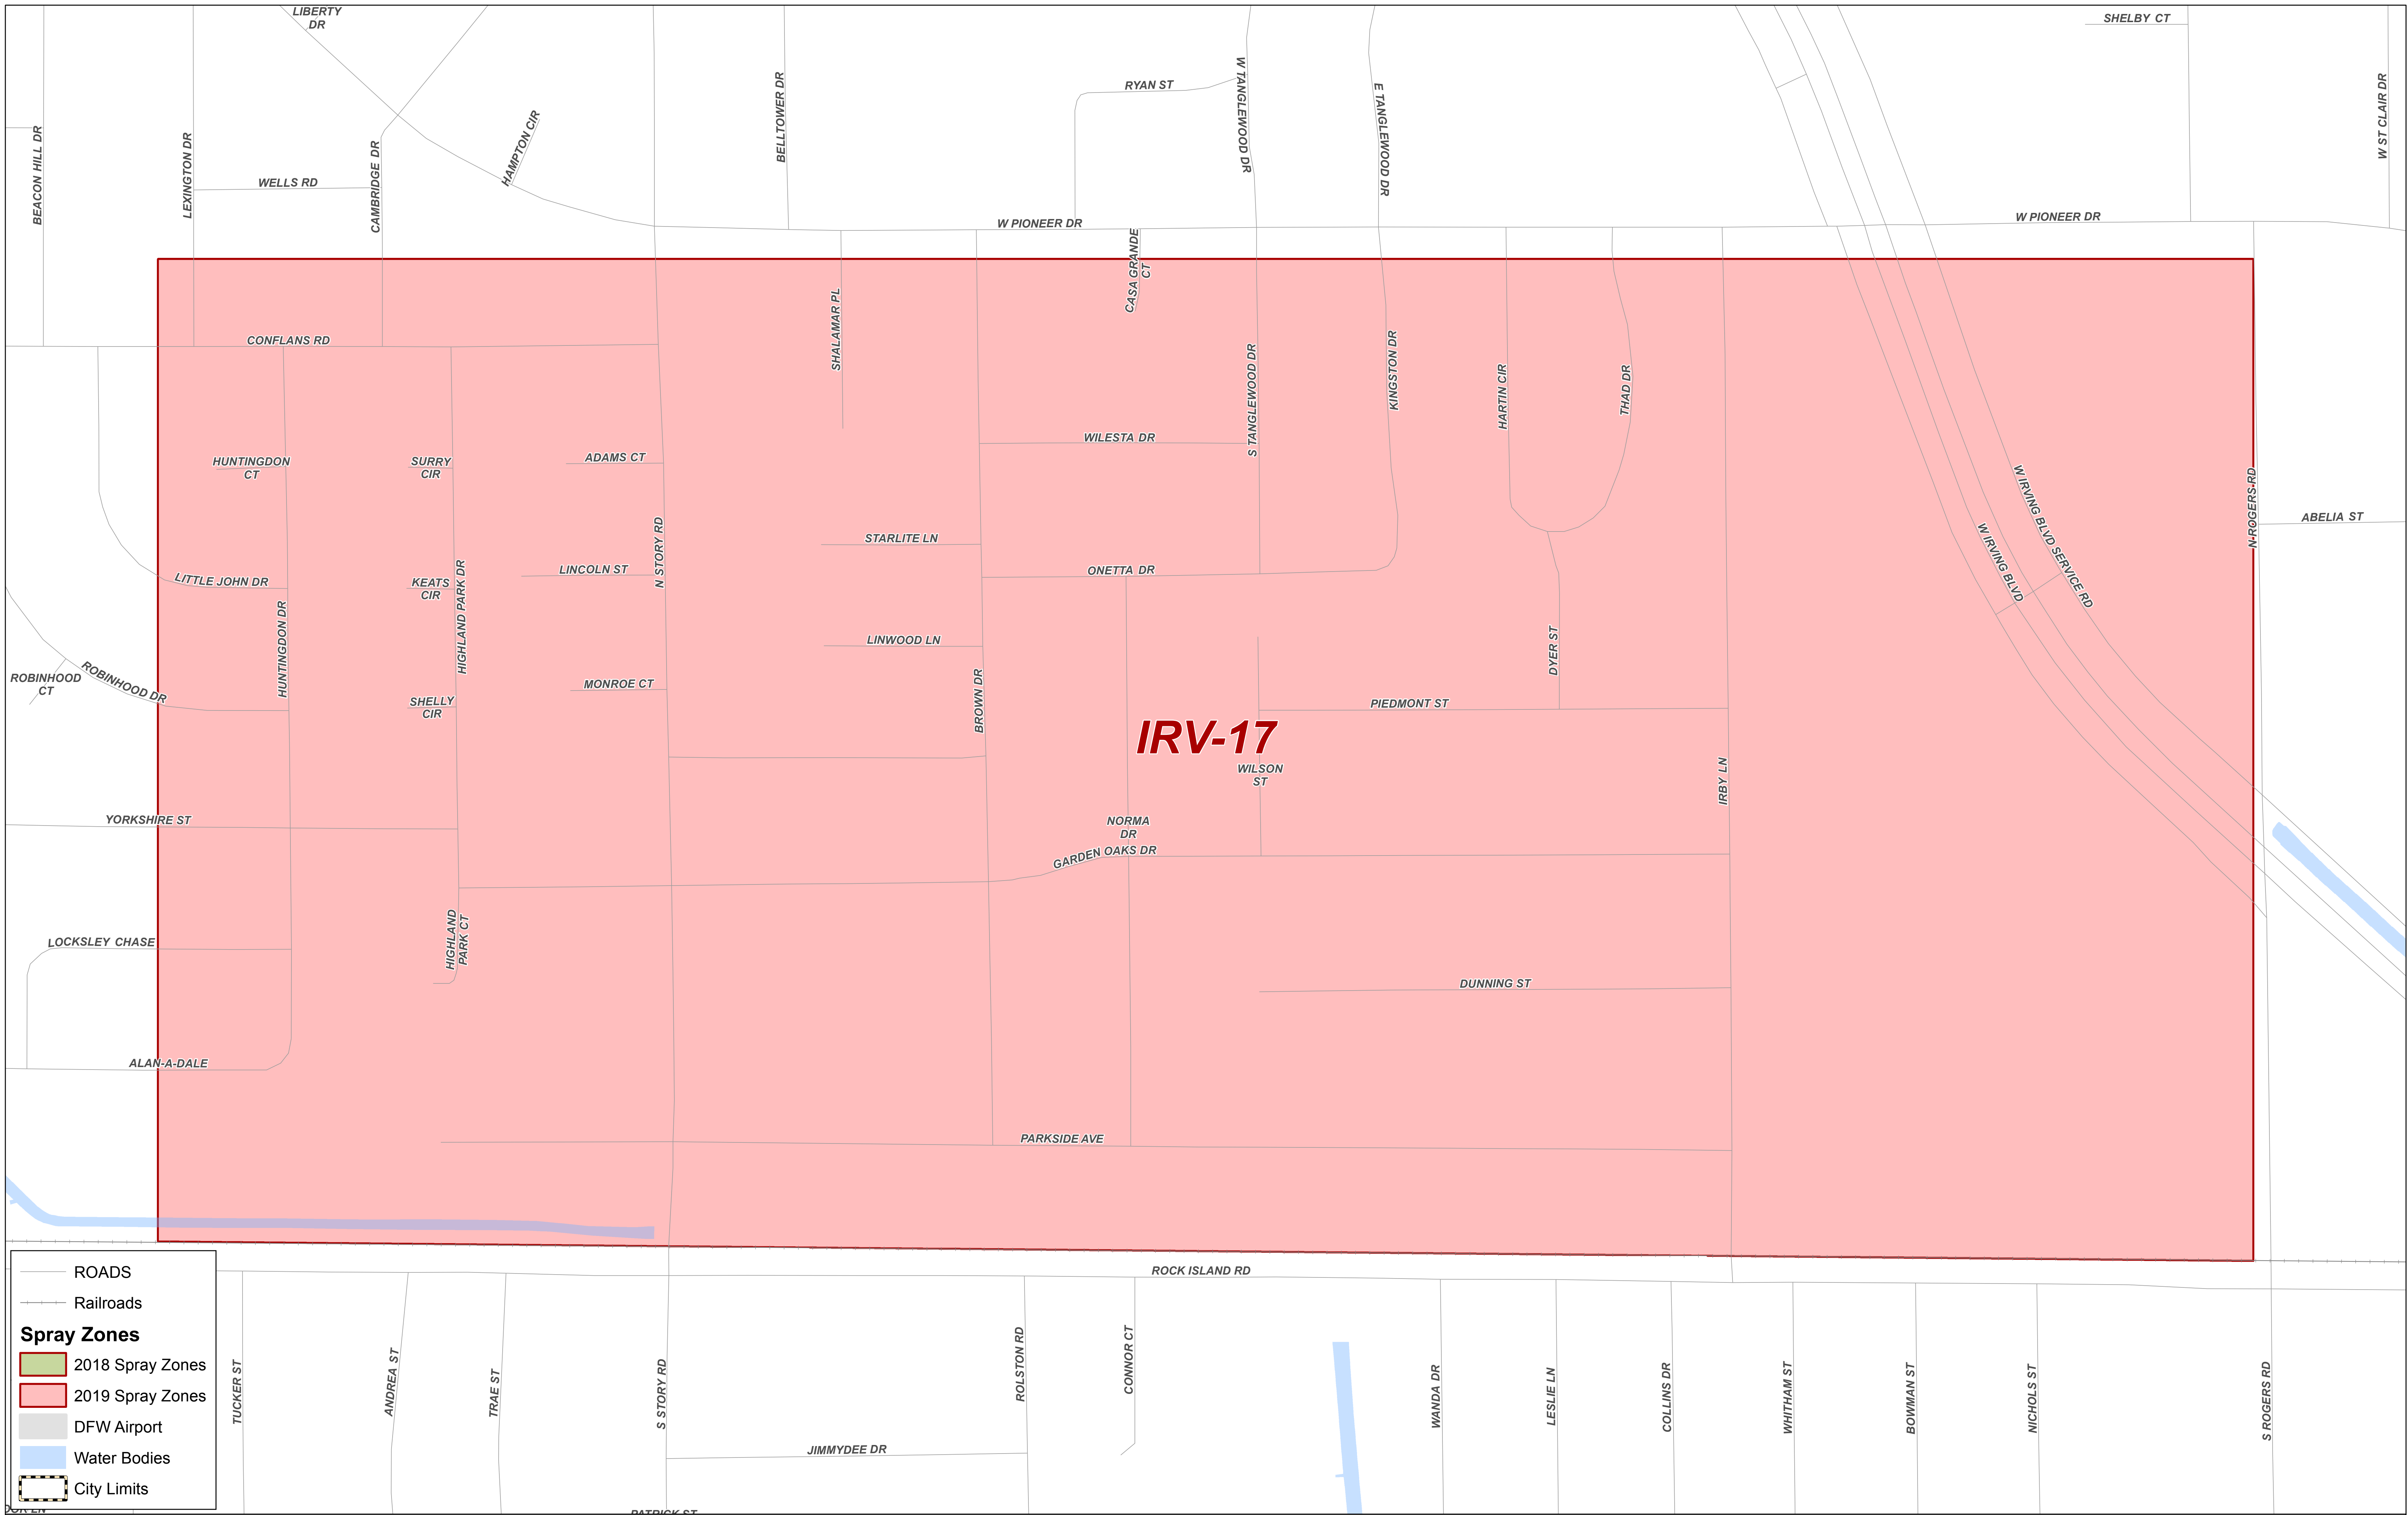 LIBERTY
DR
SHELBY CT
BEACON HILL DR
LEXINGTON DR
WELLS RD
CAMBRIDGE DR
HAMPTON CIR
BELLTOWER DR
RYAN ST
W TANGLEWOOD DR
E TANGLEWOOD DR
W ST CLAIR DR
W PIONEER DR
W PIONEER DR
CASA GRANDE
CT
CONFLANS RD
SHALAMAR PL
S TANGLEWOOD DR
KINGSTON DR
HARTIN CIR
THAD DR
WILESTA DR
HUNTINGDON
CT
SURRY
CIR
ADAMS CT
N STORY RD
STARLITE LN
W IRVING BLVD SERVICE RD
W IRVING BLVD
N ROGERS RD
ABELIA ST
LITTLE JOHN DR
KEATS
CIR
LINCOLN ST
ONETTA DR
HUNTINGDON DR
HIGHLAND PARK DR
LINWOOD LN
DYER ST
ROBINHOOD
CT
ROBINHOOD DR
SHELLY
CIR
MONROE CT
BROWN DR
PIEDMONT ST
IRV-17
WILSON
ST
IRBY LN
YORKSHIRE ST
NORMA
DR
GARDEN OAKS DR
LOCKSLEY CHASE
HIGHLAND
PARK CT
DUNNING ST
ALAN-A-DALE
PARKSIDE AVE
ROCK ISLAND RD
ROADS
Railroads
Spray Zones
2018 Spray Zones
2019 Spray Zones
DFW Airport
Water Bodies
City Limits
TUCKER ST
ANDREA ST
TRAE ST
S STORY RD
ROLSTON RD
CONNOR CT
JIMMYDEE DR
WANDA DR
LESLIE LN
COLLINS DR
WHITHAM ST
BOWMAN ST
NICHOLS ST
S ROGERS RD
PATRICK ST